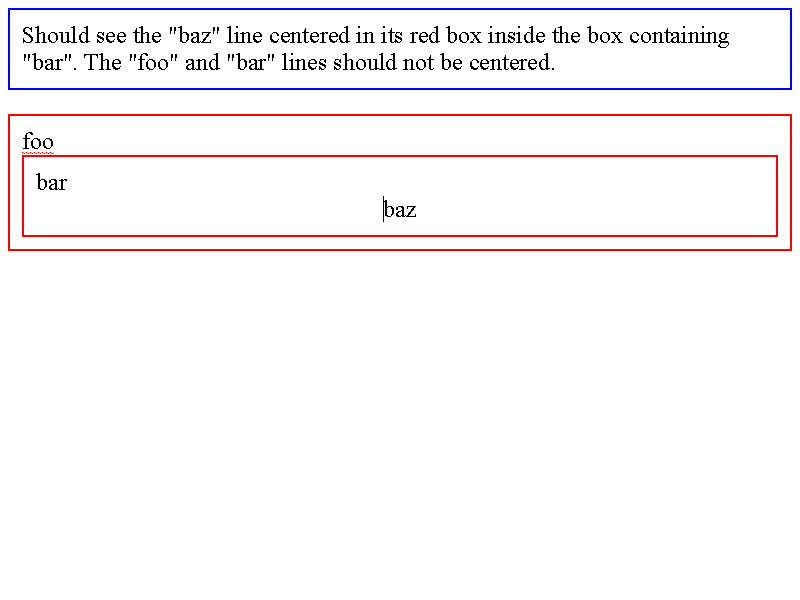 Should see the "baz" line centered in its red box inside the box containing
"bar". The "foo" and "bar" lines should not be centered.
foo
bar
baz